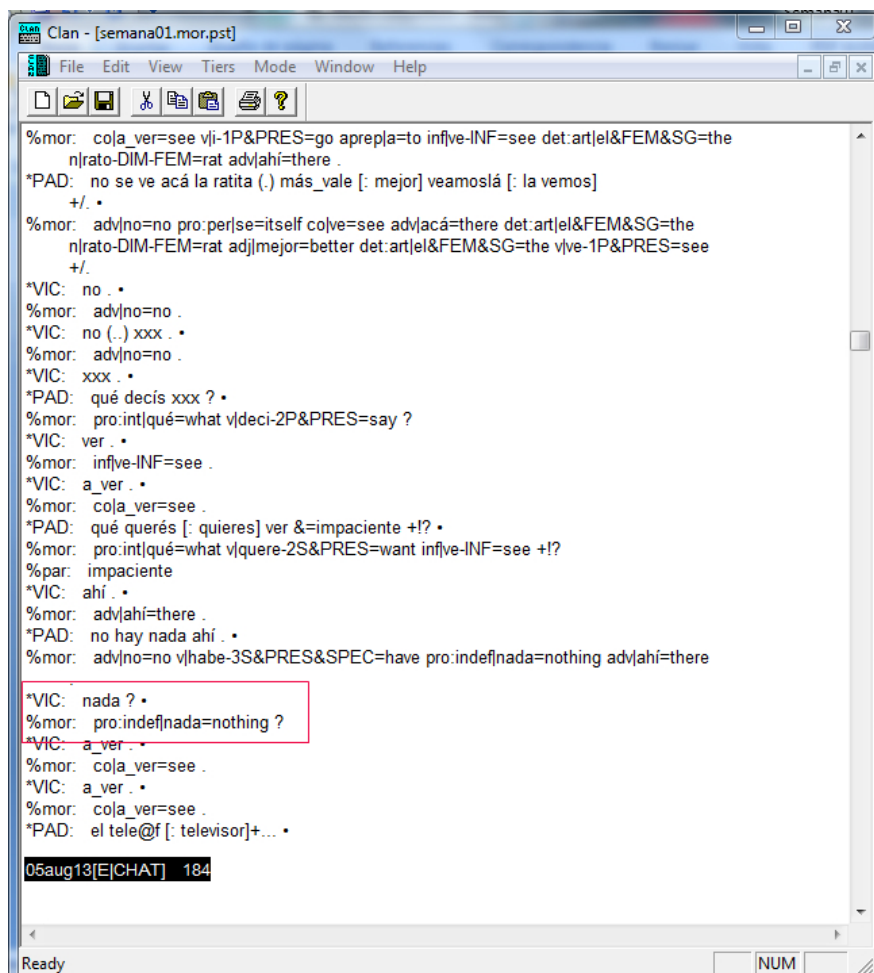 Semana01
Clan - [semana01.mor.pst]
File Edit View Tiers Mode Window Help
%mor: co|a_ver=see v|i-1P&PRES=go aprep|a=to inf|ve-INF=see det:art|el&FEM&SG=the
n|rato-DIM-FEM=rat adv|ahí=there .
*PAD: no se ve acá la ratita (.) más_vale [: mejor] veamoslá [: la vemos]
+/. •
%mor: adv|no=no pro:per|se=itself co|ve=see adv|acá=there det:art|el&FEM&SG=the
n|rato-DIM-FEM=rat adj|mejor=better det:art|el&FEM&SG=the v|ve-1P&PRES=see
+/.
*VIC: no . •
%mor: adv|no=no .
*VIC: no (..) xxx . •
%mor: adv|no=no .
*VIC: xxx . •
*PAD: qué decís xxx ? •
%mor: pro:int|qué=what v|deci-2P&PRES=say ?
*VIC: ver . •
%mor: inf|ve-INF=see .
*VIC: a_ver . •
%mor: co|a_ver=see .
*PAD: qué querés [: quieres] ver &=impaciente +!? •
%mor: pro:int|qué=what v|quere-2S&PRES=want inf|ve-INF=see +!?
%par: impaciente
*VIC: ahí . •
%mor: adv|ahí=there .
*PAD: no hay nada ahí . •
%mor: adv|no=no v|habe-3S&PRES&SPEC=have pro:indef|nada=nothing adv|ahí=there
.
*VIC: nada ? •
%mor: pro:indef|nada=nothing ?
*VIC: a_ver . •
%mor: co|a_ver=see .
*VIC: a_ver . •
%mor: co|a_ver=see .
*PAD: el tele@f [: televisor]+... •
05aug13[E|CHAT] 184
Ready NUM